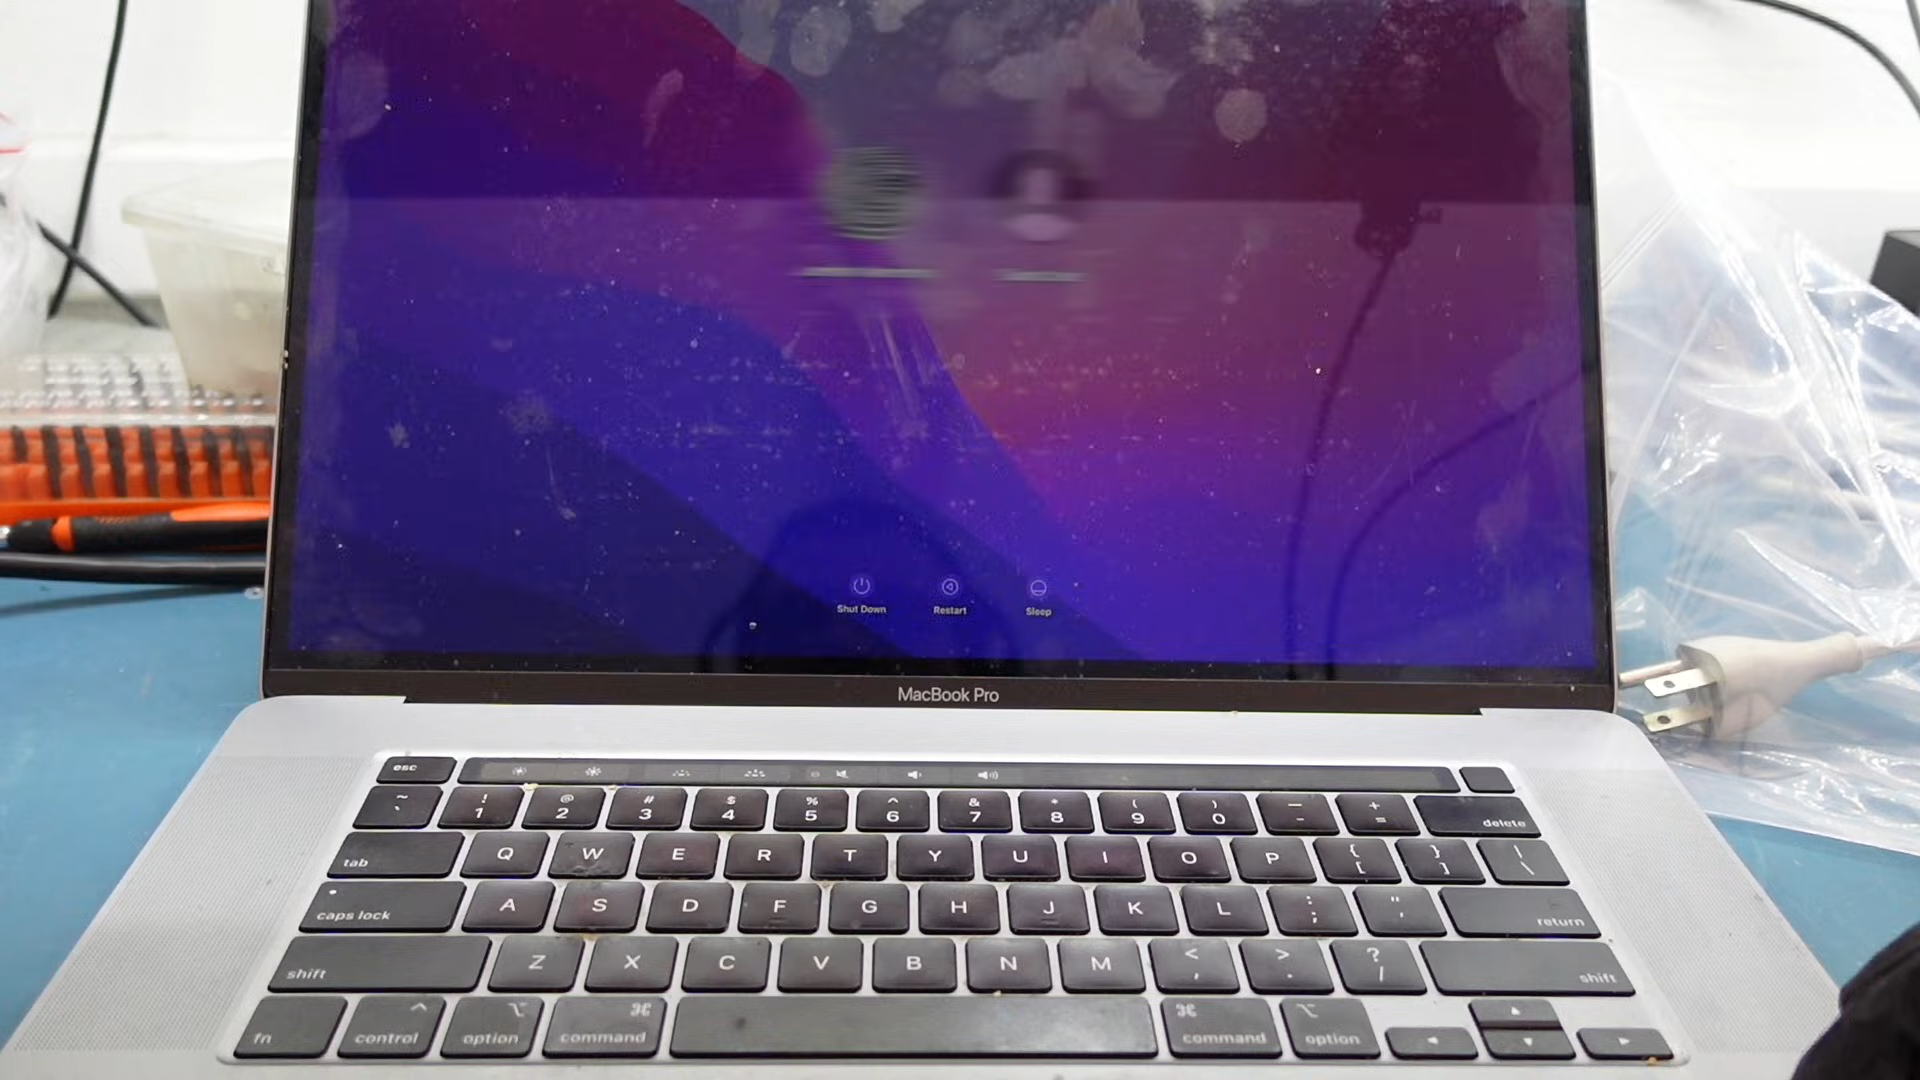 Shut Down Restart Sleep
MacBook Pro
esc
~ ! @ # $ % ^ & * ( ) — +
` 1 2 3 4 5 6 7 8 9 0 - = delete
tab Q W E R T Y U I O P { [ } ] | \
caps lock A S D F G H J K L : ; " ' return
shift Z X C V B N M < , > . ? / shift
fn control ^ option ⌥ command ⌘ ⌘ command ⌥ option ◀ ▲ ▼ ▶